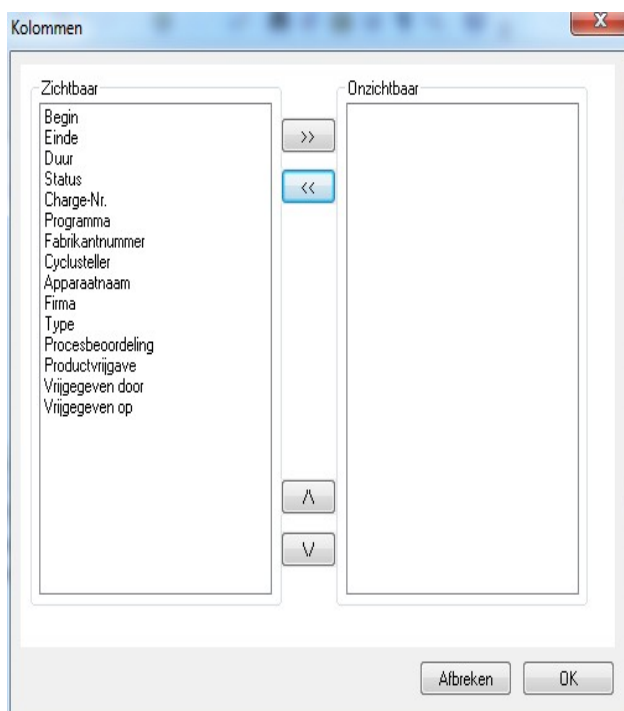 Kolommen
X
Zichtbaar
Onzichtbaar
Begin
Einde
Duur
Status
Charge-Nr.
Programma
Fabrikantnummer
Cyclusteller
Apparaatnaam
Firma
Type
Procesbeoordeling
Productvrijgave
Vrijgegeven door
Vrijgegeven op
>>
<<
/\
\/
Afbreken
OK